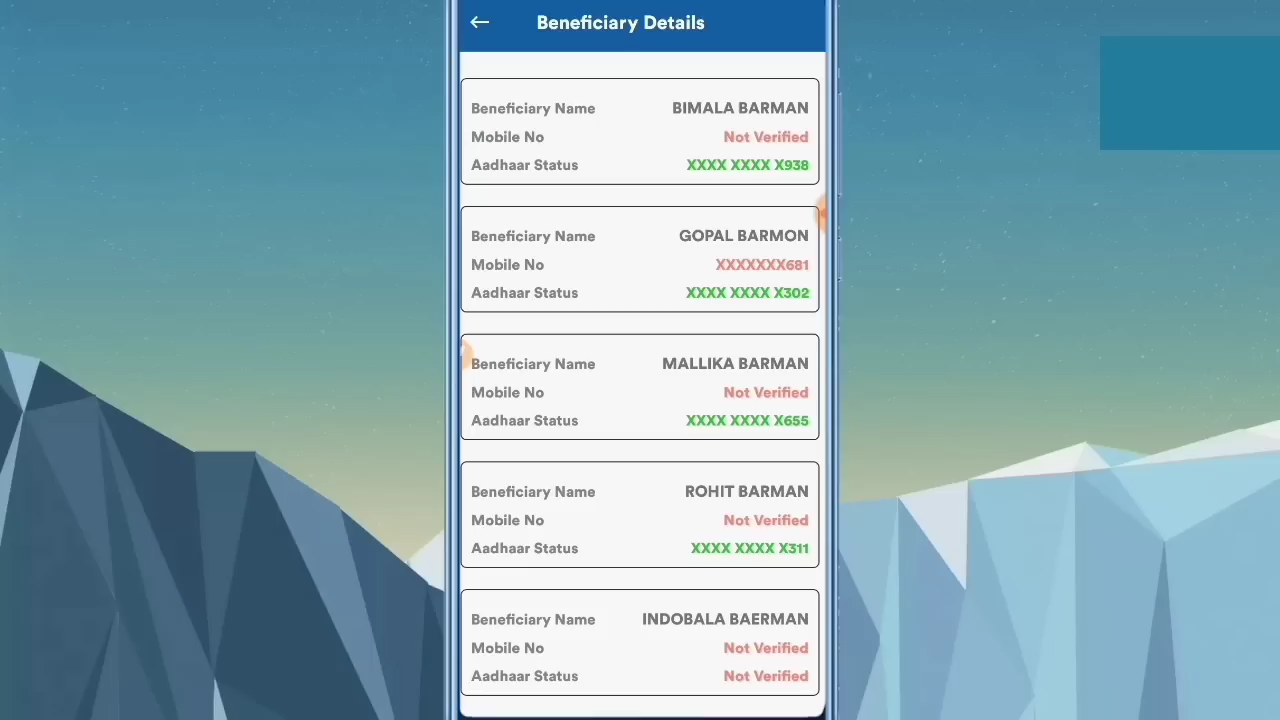 Beneficiary Details
Beneficiary Name BIMALA BARMAN
Mobile No Not Verified
Aadhaar Status XXXX XXXX X938
Beneficiary Name GOPAL BARMON
Mobile No XXXXXXX681
Aadhaar Status XXXX XXXX X302
Beneficiary Name MALLIKA BARMAN
Mobile No Not Verified
Aadhaar Status XXXX XXXX X655
Beneficiary Name ROHIT BARMAN
Mobile No Not Verified
Aadhaar Status XXXX XXXX X311
Beneficiary Name INDOBALA BAERMAN
Mobile No Not Verified
Aadhaar Status Not Verified